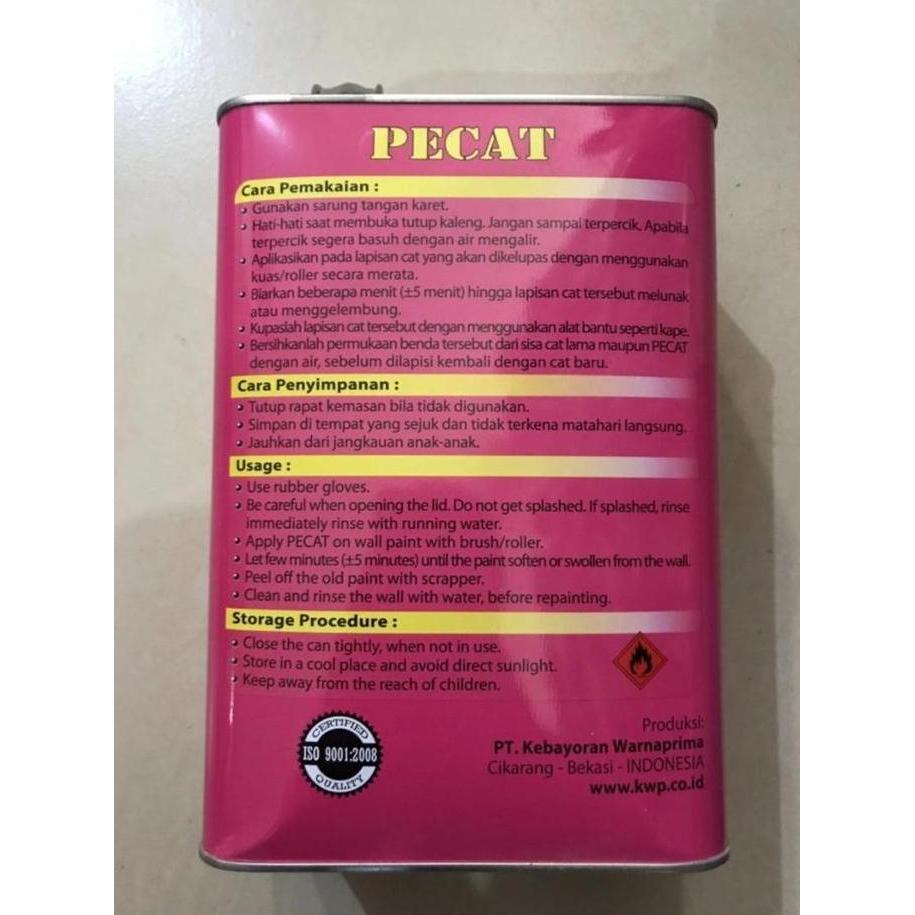 PECAT
Cara Pemakaian :
Gunakan sarung tangan karet.
Hati-hati saat membuka tutup kaleng. Jangan sampai terpercik. Apabila
terpercik segera basuh dengan air mengalir.
Aplikasikan pada lapisan cat yang akan dikelupas dengan menggunakan
kuas/roller secara merata.
Biarkan beberapa menit (±5 menit) hingga lapisan cat tersebut melunak
atau menggelembung.
Kupaslah lapisan cat tersebut dengan menggunakan alat bantu seperti kape.
Bersihkanlah permukaan benda tersebut dari sisa cat lama maupun PECAT
dengan air, sebelum dilapisi kembali dengan cat baru.
Cara Penyimpanan :
Tutup rapat kemasan bila tidak digunakan.
Simpan di tempat yang sejuk dan tidak terkena matahari langsung.
Jauhkan dari jangkauan anak-anak.
Usage :
Use rubber gloves.
Be careful when opening the lid. Do not get splashed. If splashed, rinse
immediately rinse with running water.
Apply PECAT on wall paint with brush/roller.
Let few minutes (±5 minutes) until the paint soften or swollen from the wall.
Peel off the old paint with scrapper.
Clean and rinse the wall with water, before repainting.
Storage Procedure :
Close the can tightly, when not in use.
Store in a cool place and avoid direct sunlight.
Keep away from the reach of children.
CERTIFIED
ISO 9001:2008
QUALITY
Produksi:
PT. Kebayoran Warnaprima
Cikarang - Bekasi - INDONESIA
www.kwp.co.id